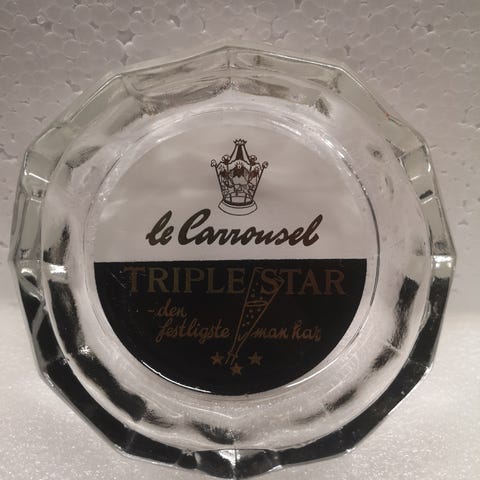 le Carrousel
TRIPLE STAR
-den
festligste man har